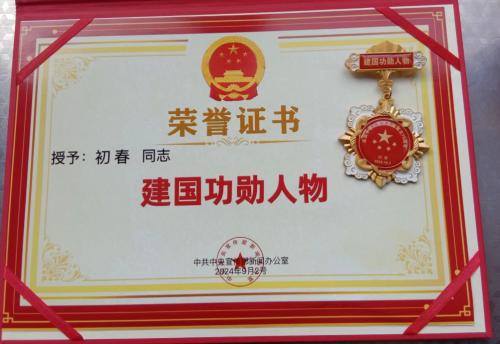 荣誉证书
建国功勋人物
授予：初春 同志
建国功勋人物
中共中央宣传部新闻办公室
2024年9月2号